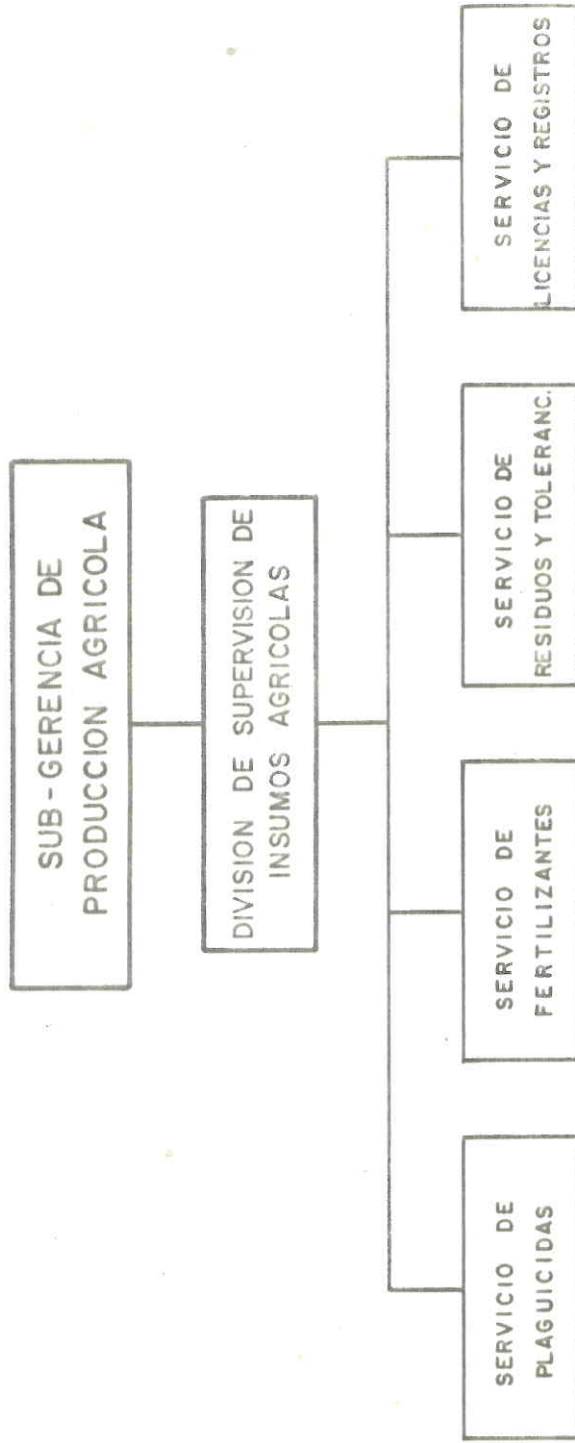 SUB-GERENCIA DE
PRODUCCION AGRICOLA
DIVISION DE SUPERVISION DE
INSUMOS AGRICOLAS
SERVICIO DE
PLAGUICIDAS
SERVICIO DE
FERTILIZANTES
SERVICIO DE
RESIDUOS Y TOLERANC.
SERVICIO DE
LICENCIAS Y REGISTROS